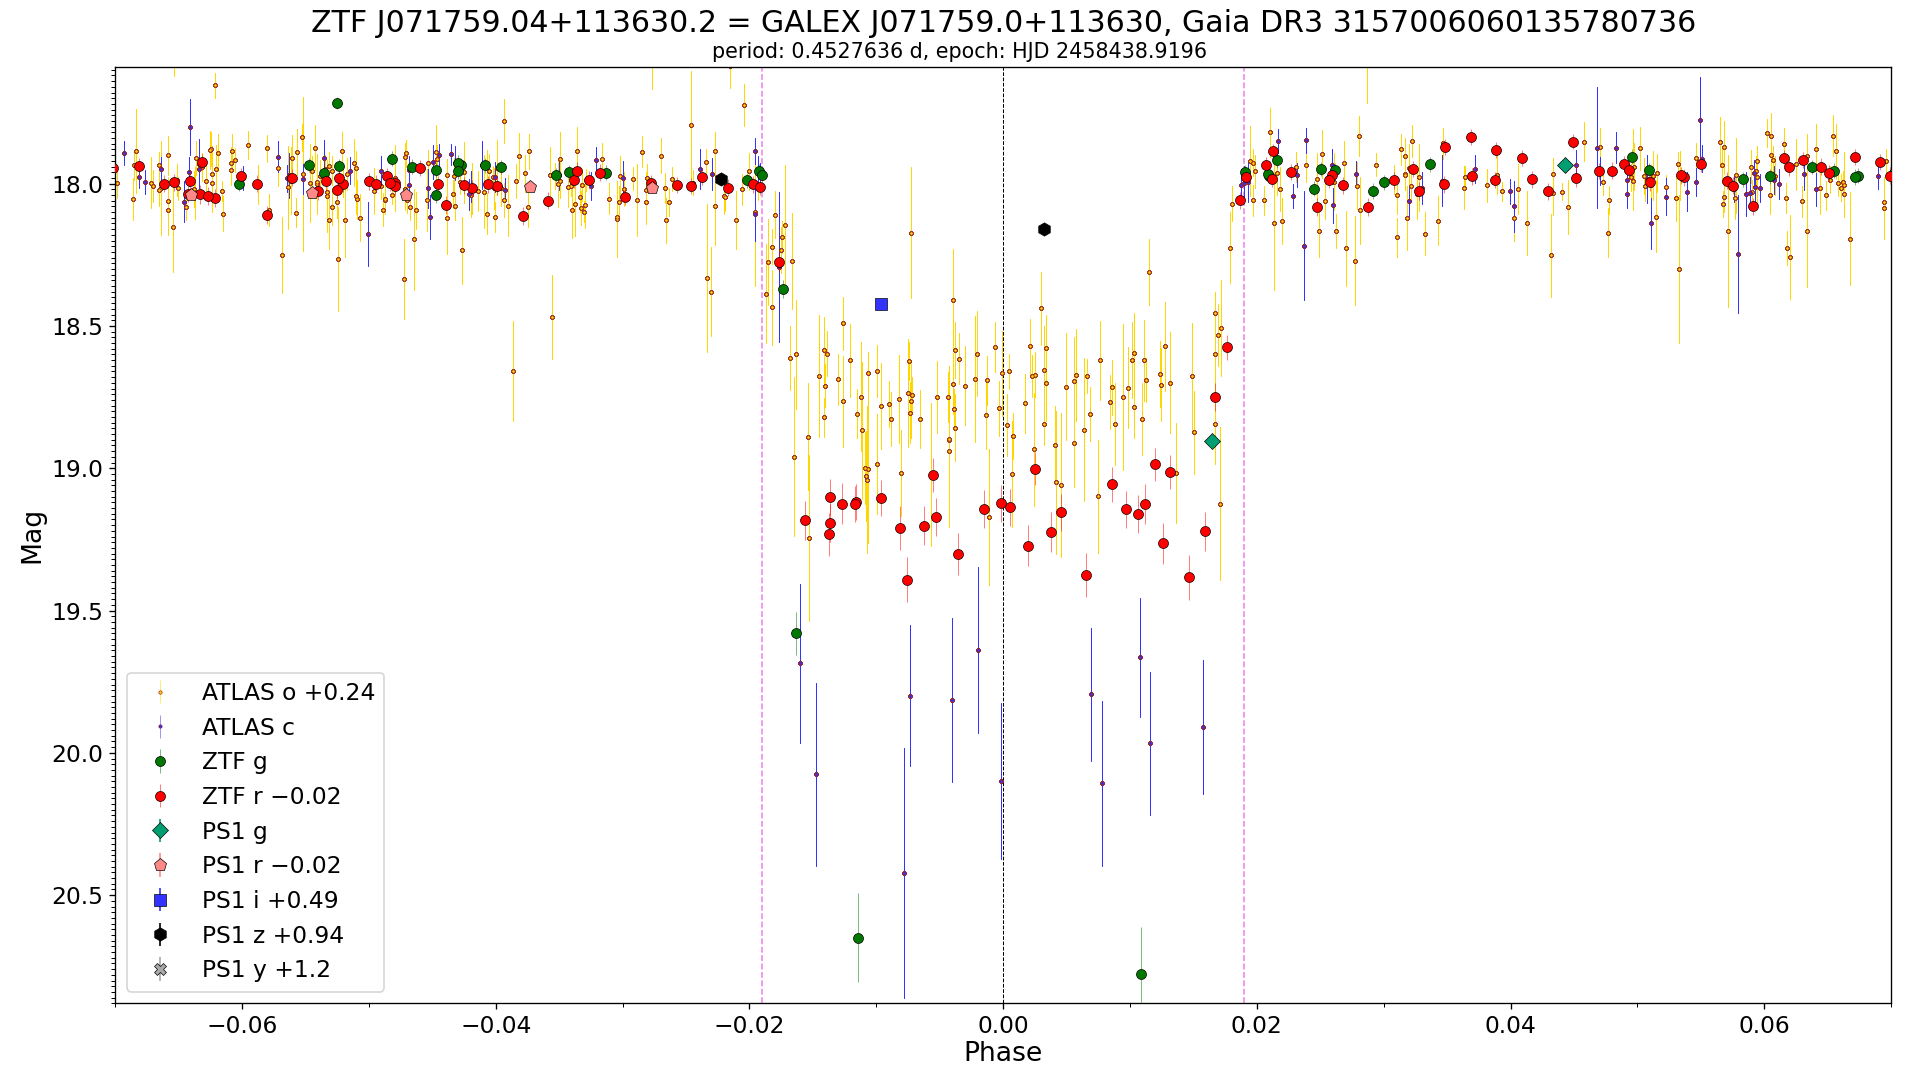 ZTF J071759.04+113630.2 = GALEX J071759.0+113630, Gaia DR3 3157006060135780736
period: 0.4527636 d, epoch: HJD 2458438.9196
Mag
18.0
18.5
19.0
19.5
20.0
20.5
ATLAS o +0.24
ATLAS c
ZTF g
ZTF r −0.02
PS1 g
PS1 r −0.02
PS1 i +0.49
PS1 z +0.94
PS1 y +1.2
−0.06 −0.04 −0.02 0.00 0.02 0.04 0.06
Phase